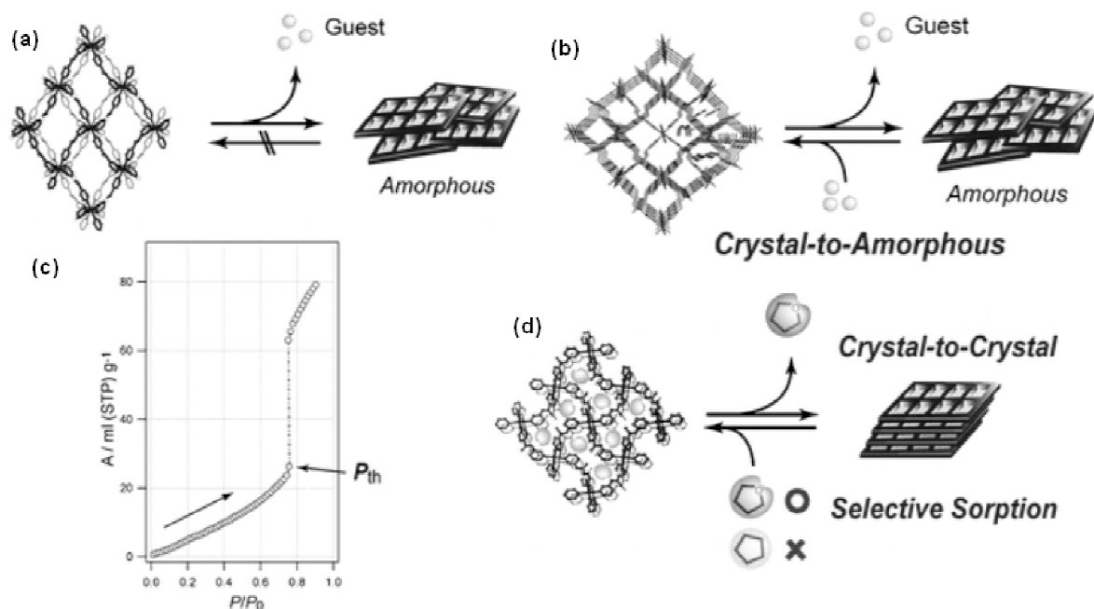 (a)
Guest
Amorphous
(b)
Guest
Amorphous
Crystal-to-Amorphous
(c)
80
60
40
20
0
A / ml (STP) g-1
Pth
0.0 0.2 0.4 0.6 0.8 1.0
P/P0
(d)
Crystal-to-Crystal
Selective Sorption